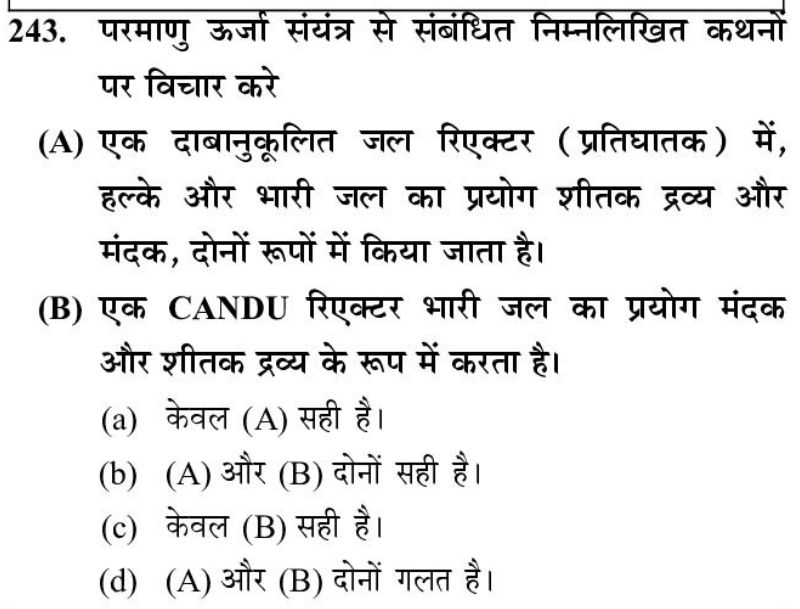 243. परमाणु ऊर्जा संयंत्र से संबंधित निम्नलिखित कथनों
पर विचार करे
(A) एक दाबानुकूलित जल रिएक्टर (प्रतिघातक) में,
हल्के और भारी जल का प्रयोग शीतक द्रव्य और
मंदक, दोनों रूपों में किया जाता है।
(B) एक CANDU रिएक्टर भारी जल का प्रयोग मंदक
और शीतक द्रव्य के रूप में करता है।
(a) केवल (A) सही है।
(b) (A) और (B) दोनों सही है।
(c) केवल (B) सही है।
(d) (A) और (B) दोनों गलत है।